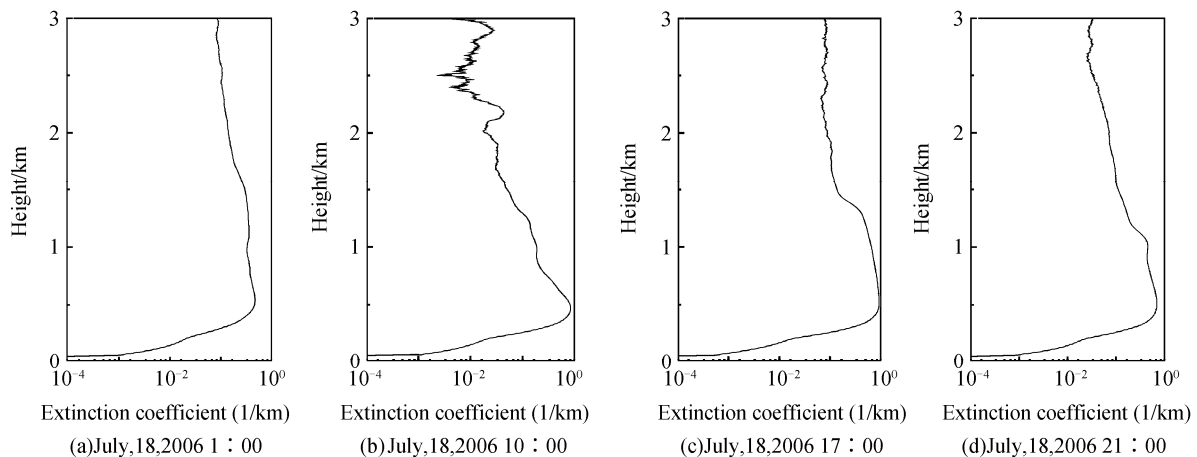 3
2
1
0
Height/km
10⁻⁴ 10⁻² 10⁰
Extinction coefficient (1/km)
(a)July,18,2006 1：00
3
2
1
0
Height/km
10⁻⁴ 10⁻² 10⁰
Extinction coefficient (1/km)
(b)July,18,2006 10：00
3
2
1
0
Height/km
10⁻⁴ 10⁻² 10⁰
Extinction coefficient (1/km)
(c)July,18,2006 17：00
3
2
1
0
Height/km
10⁻⁴ 10⁻² 10⁰
Extinction coefficient (1/km)
(d)July,18,2006 21：00